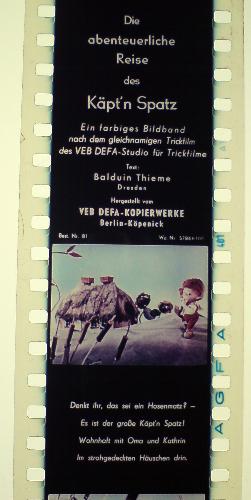 Die
abenteuerliche
Reise
des
Käpt'n Spatz
Ein farbiges Bildband
nach dem gleichnamigen Trickfilm
des VEB DEFA-Studio für Trickfilme
Text:
Balduin Thieme
Dresden
Hergestellt vom
VEB DEFA-KOPIERWERKE
Berlin-Köpenick
Best. Nr. 81
AGFA
Denkt ihr, das sei ein Hosenmatz? –
Es ist der große Käpt'n Spatz!
Wohnhaft mit Oma und Kathrin
Im strohgedeckten Häuschen drin.